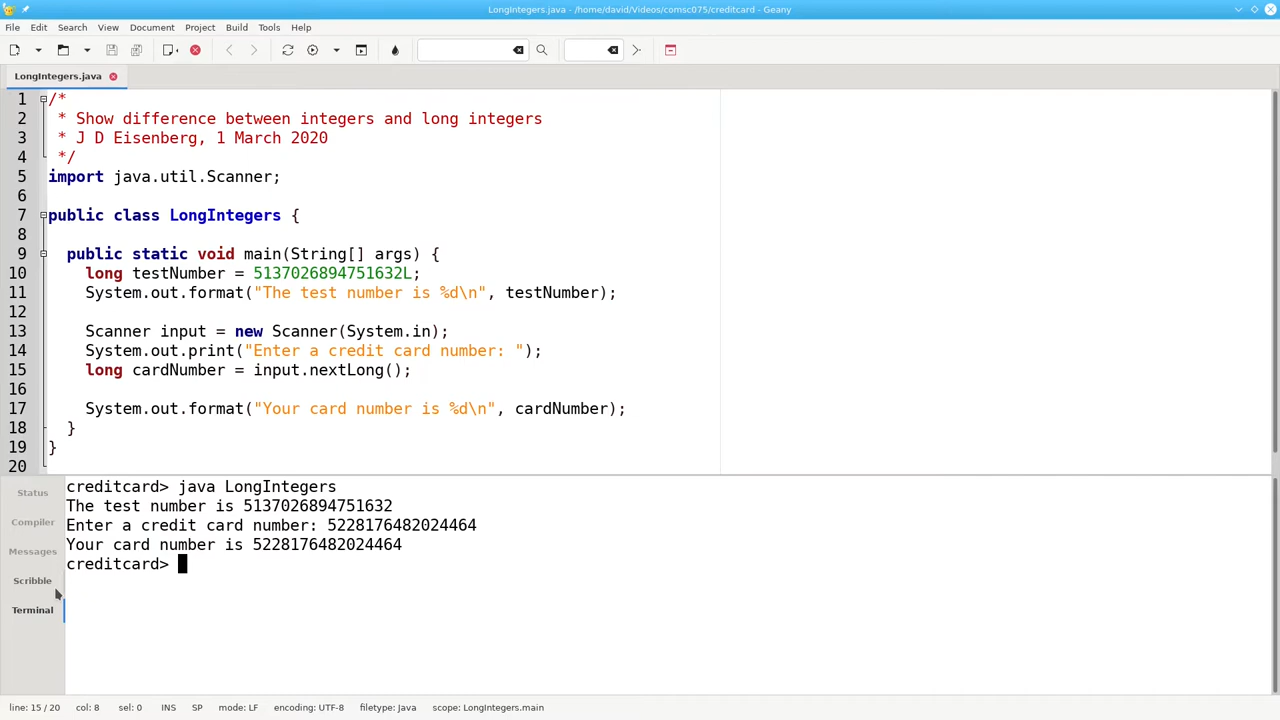 LongIntegers.java - /home/david/Videos/comsc075/creditcard - Geany
File Edit Search View Document Project Build Tools Help
LongIntegers.java
1 /*
2  * Show difference between integers and long integers
3  * J D Eisenberg, 1 March 2020
4  */
5 import java.util.Scanner;
6
7 public class LongIntegers {
8
9   public static void main(String[] args) {
10     long testNumber = 5137026894751632L;
11     System.out.format("The test number is %d\n", testNumber);
12
13     Scanner input = new Scanner(System.in);
14     System.out.print("Enter a credit card number: ");
15     long cardNumber = input.nextLong();
16
17     System.out.format("Your card number is %d\n", cardNumber);
18   }
19 }
20
Status
Compiler
Messages
Scribble
Terminal
creditcard> java LongIntegers
The test number is 5137026894751632
Enter a credit card number: 5228176482024464
Your card number is 5228176482024464
creditcard>
line: 15 / 20 col: 8 sel: 0 INS SP mode: LF encoding: UTF-8 filetype: Java scope: LongIntegers.main